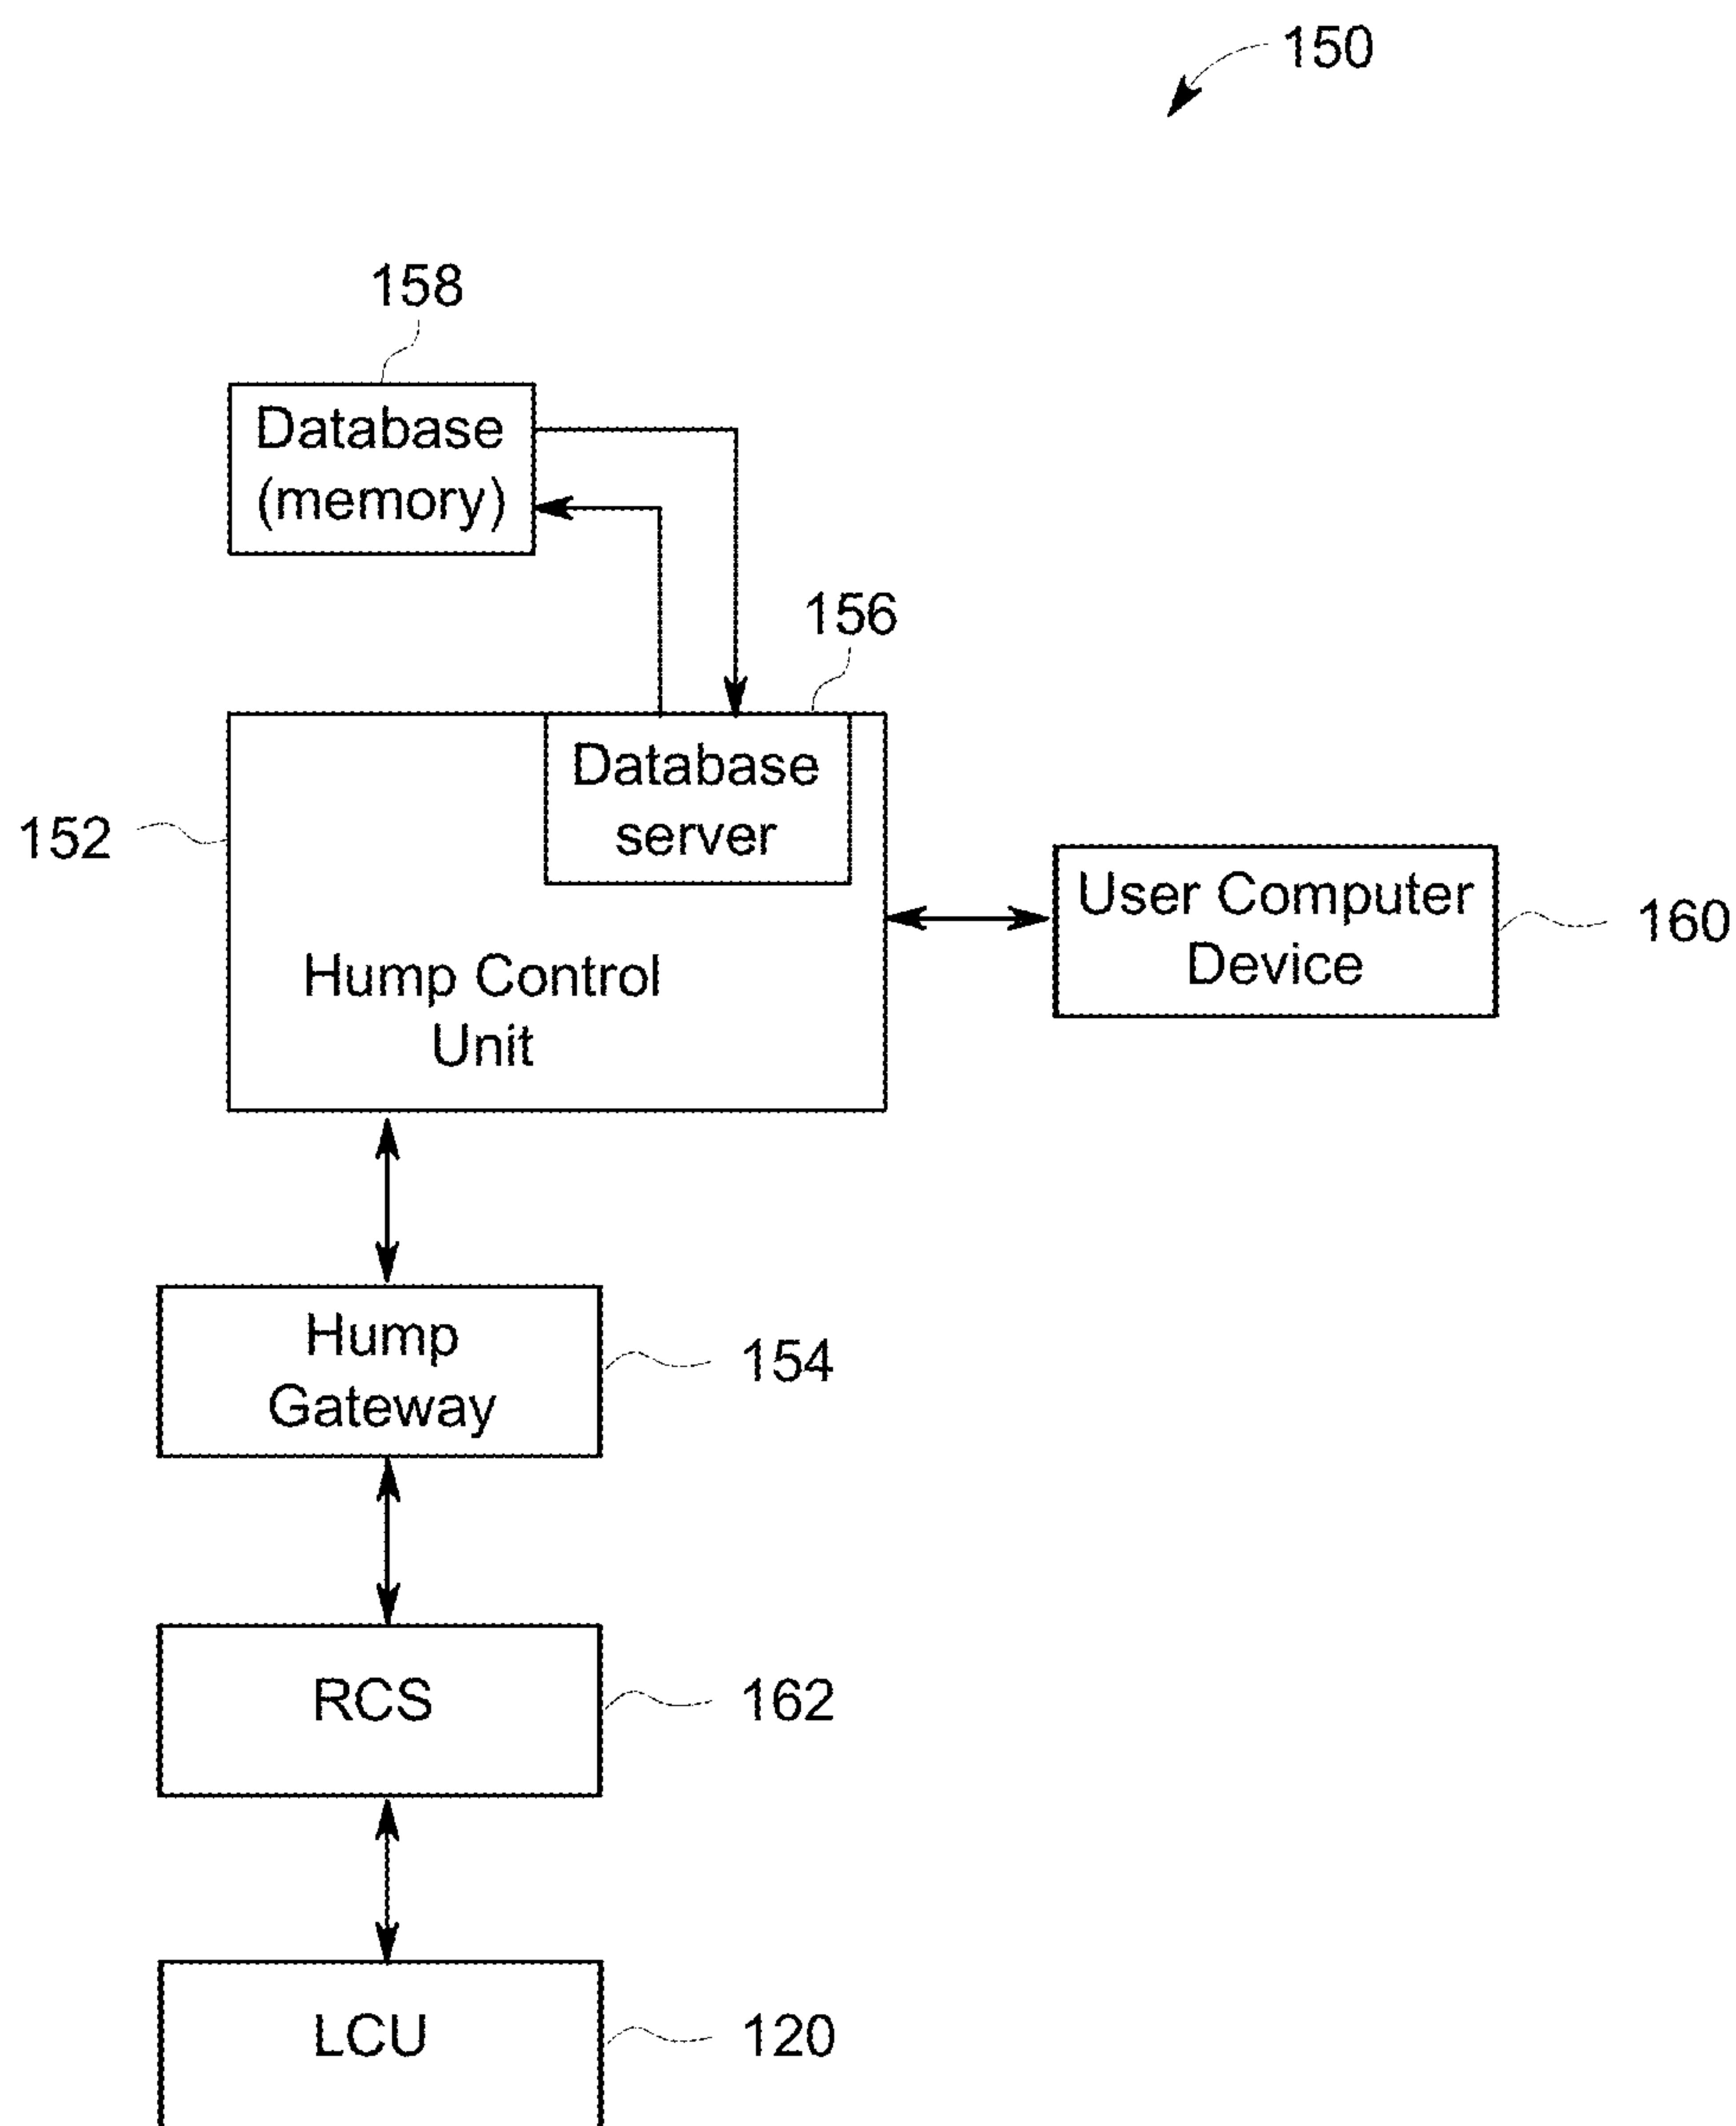 150
158
Database
(memory)
156
Database
server
152
User Computer
Device
160
Hump Control
Unit
Hump
Gateway
154
RCS
162
LCU
120